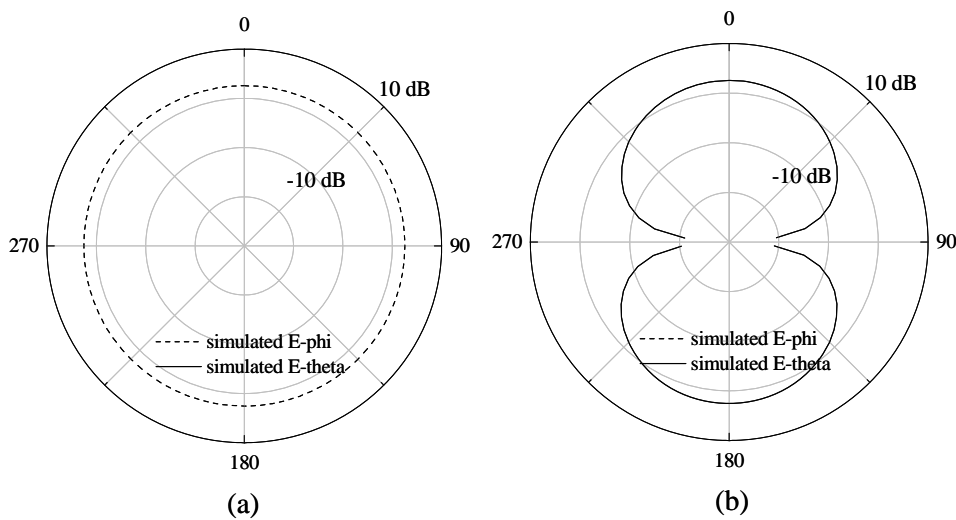 0
10 dB
-10 dB
270
90
simulated E-phi
simulated E-theta
180
(a)
0
10 dB
-10 dB
270
90
simulated E-phi
simulated E-theta
180
(b)